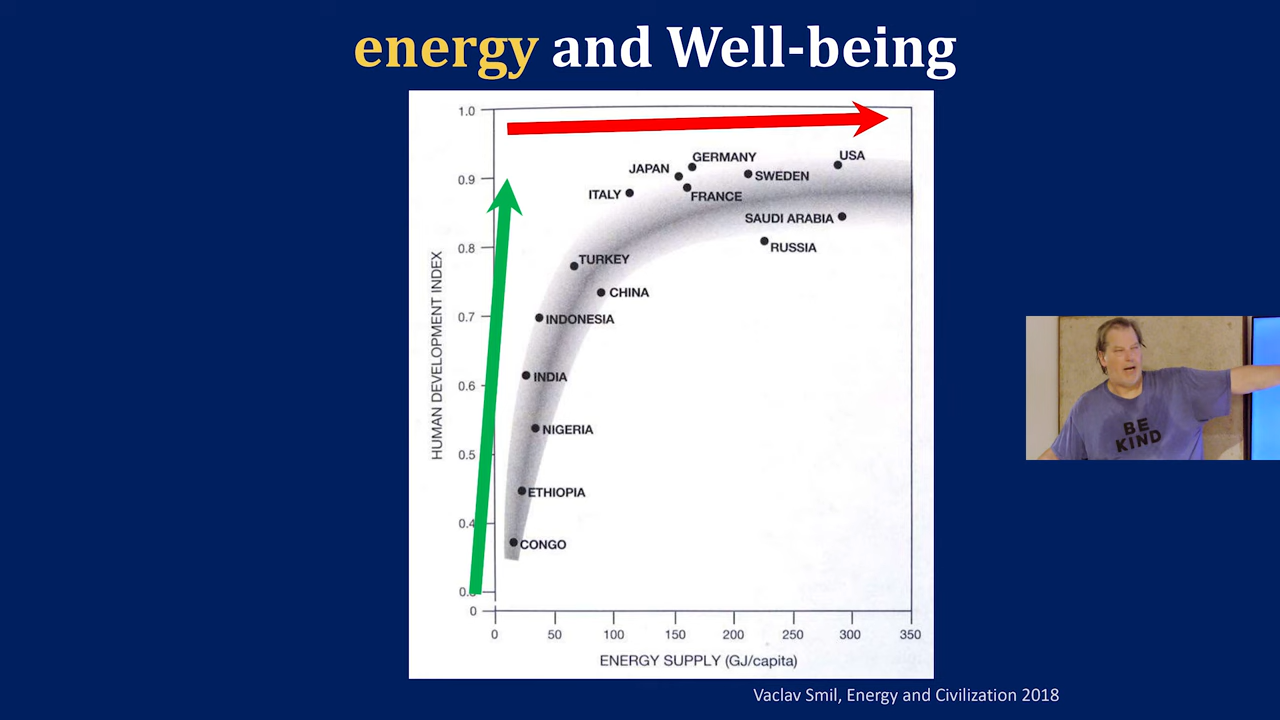 energy and Well-being
1.0
0.9
0.8
0.7
0.6
0.5
0.4
0
HUMAN DEVELOPMENT INDEX
GERMANY
USA
JAPAN
SWEDEN
ITALY
FRANCE
SAUDI ARABIA
RUSSIA
TURKEY
CHINA
INDONESIA
INDIA
NIGERIA
ETHIOPIA
CONGO
0 50 100 150 200 250 300 350
ENERGY SUPPLY (GJ/capita)
BE
KIND
Vaclav Smil, Energy and Civilization 2018